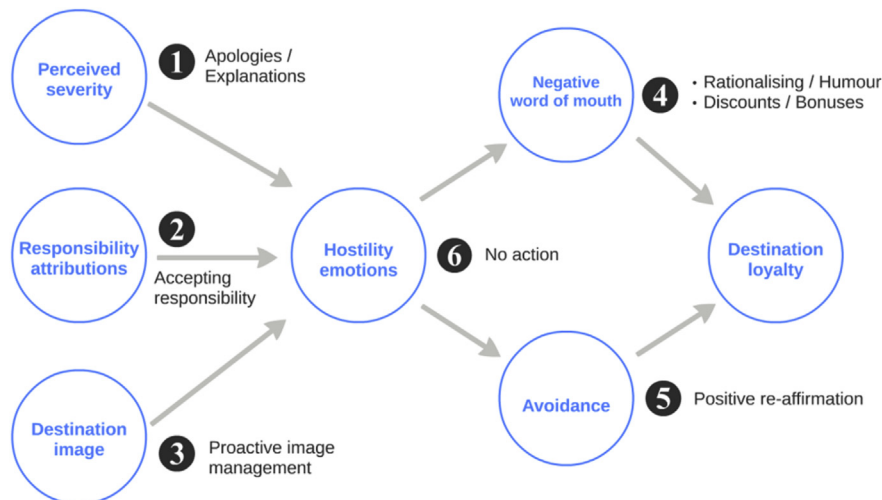 Perceived
severity
1
Apologies /
Explanations
Negative
word of mouth
4
• Rationalising / Humour
• Discounts / Bonuses
Responsibility
attributions
2
Accepting
responsibility
Hostility
emotions
6
No action
Destination
loyalty
Destination
image
3
Proactive image
management
Avoidance
5
Positive re-affirmation